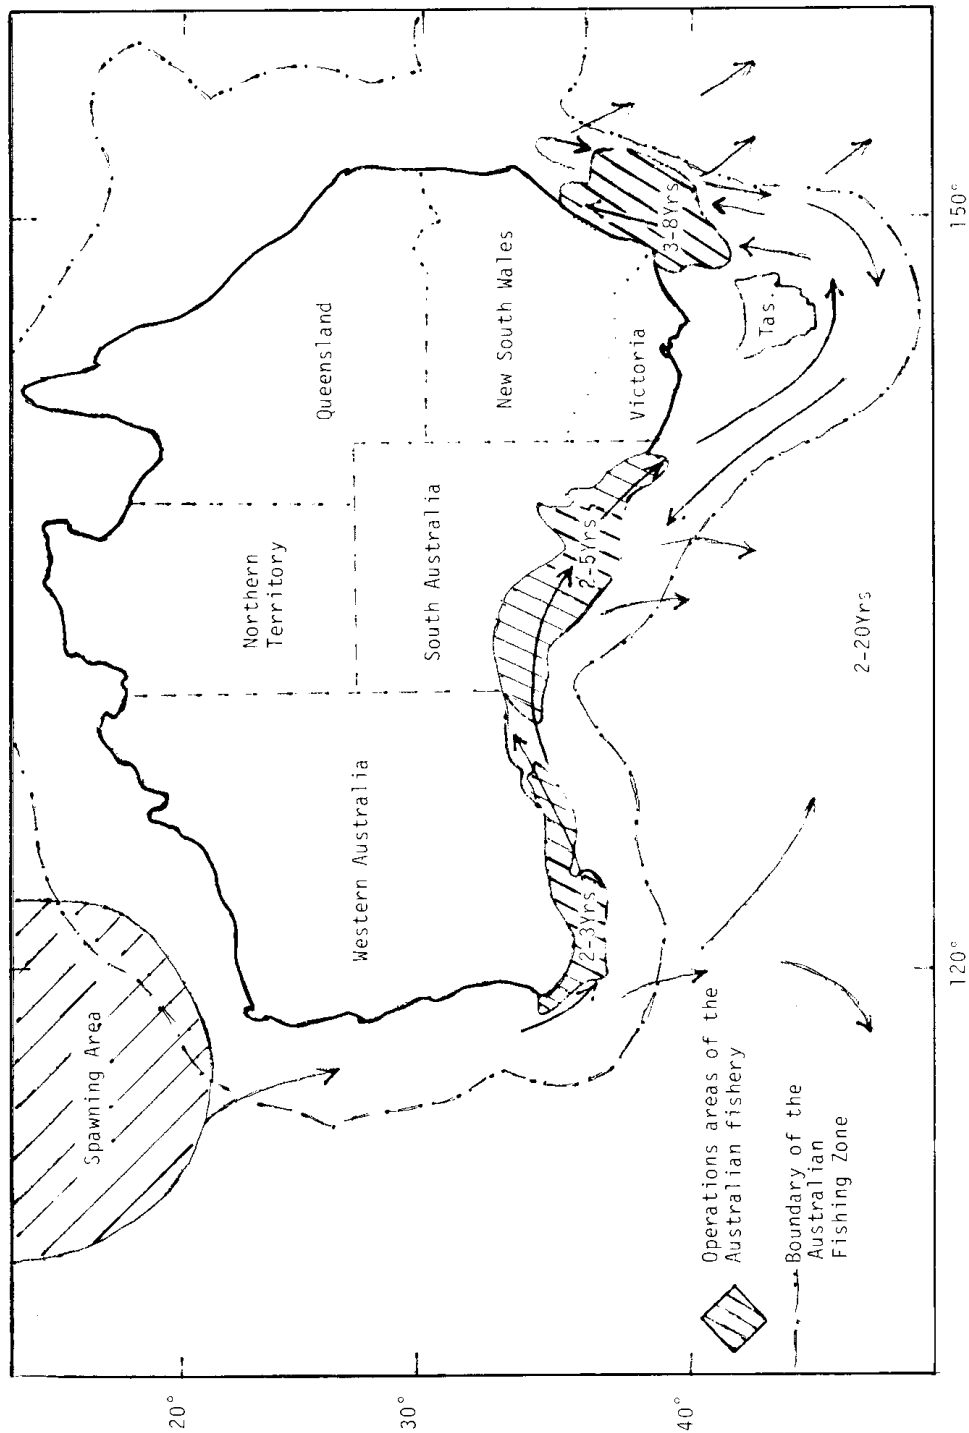 Spawning Area
Northern
Territory
Queensland
Western Australia
South Australia
New South Wales
Victoria
Tas.
2-3Yrs
2-5Yrs
3-8Yrs
2-20Yrs
Operations areas of the
Australian fishery
Boundary of the
Australian
Fishing Zone
20°
30°
40°
120°
150°